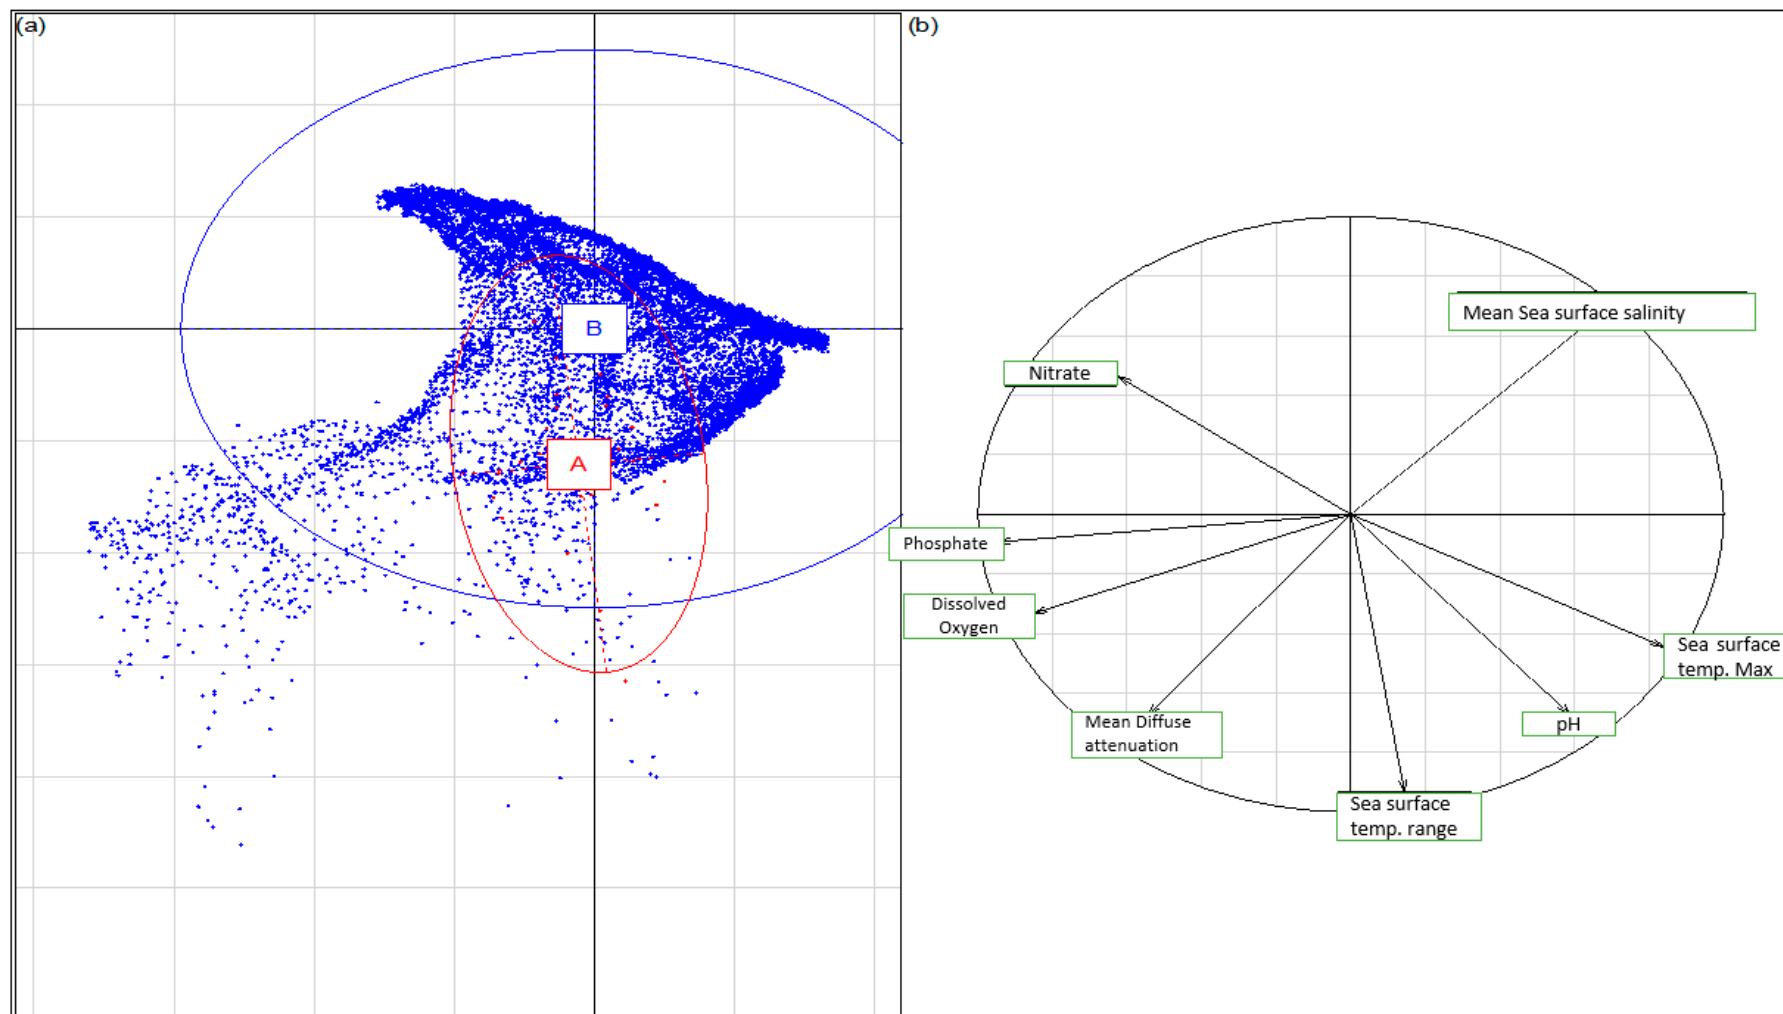 (a)
(b)
B
A
Mean Sea surface salinity
Nitrate
Phosphate
Dissolved
Oxygen
Sea surface
temp. Max
Mean Diffuse
attenuation
pH
Sea surface
temp. range